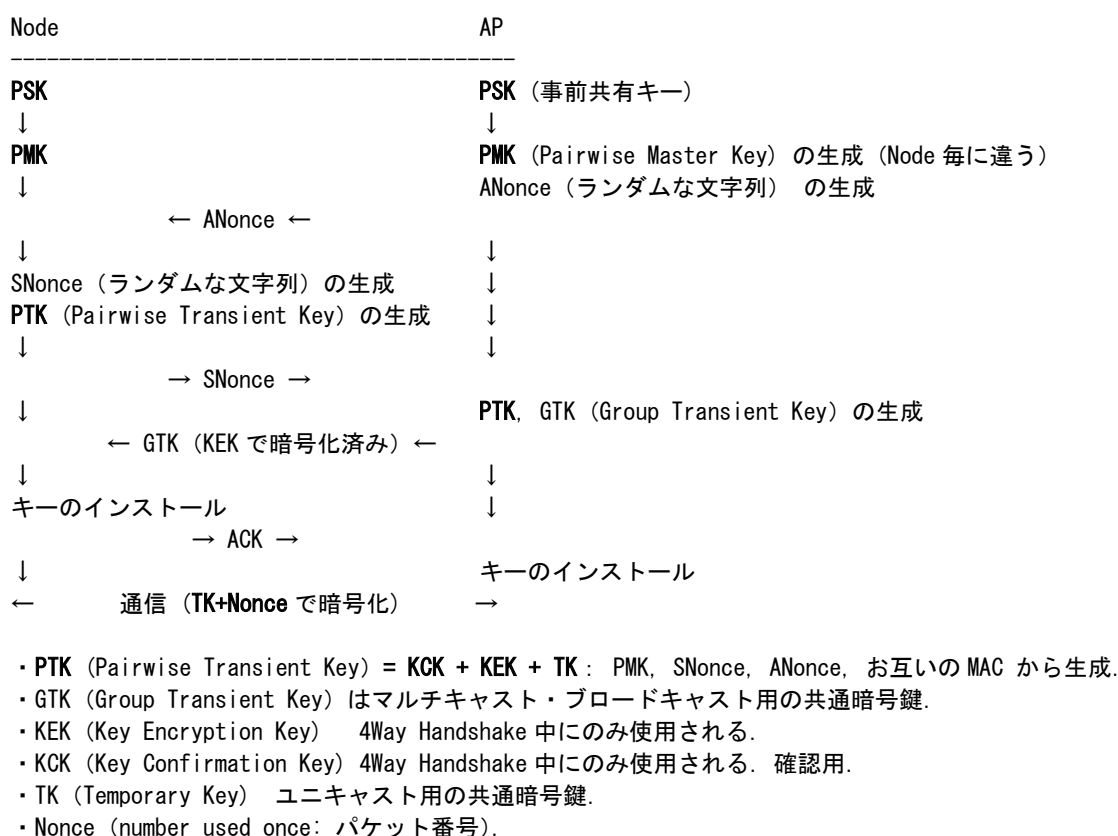 Node AP
------------------------------------------
PSK PSK (事前共有キー)
↓ ↓
PMK PMK (Pairwise Master Key) の生成 (Node 毎に違う)
↓ ANonce (ランダムな文字列) の生成
← ANonce ←
↓ ↓
SNonce (ランダムな文字列) の生成 ↓
PTK (Pairwise Transient Key) の生成 ↓
↓ ↓
→ SNonce →
↓ PTK, GTK (Group Transient Key) の生成
← GTK (KEK で暗号化済み) ←
↓ ↓
キーのインストール ↓
→ ACK →
↓ キーのインストール
← 通信 (TK+Nonce で暗号化) →
・PTK (Pairwise Transient Key) = KCK + KEK + TK : PMK, SNonce, ANonce, お互いの MAC から生成.
・GTK (Group Transient Key) はマルチキャスト・ブロードキャスト用の共通暗号鍵.
・KEK (Key Encryption Key) 4Way Handshake 中にのみ使用される.
・KCK (Key Confirmation Key) 4Way Handshake 中にのみ使用される. 確認用.
・TK (Temporary Key) ユニキャスト用の共通暗号鍵.
・Nonce (number used once: パケット番号).